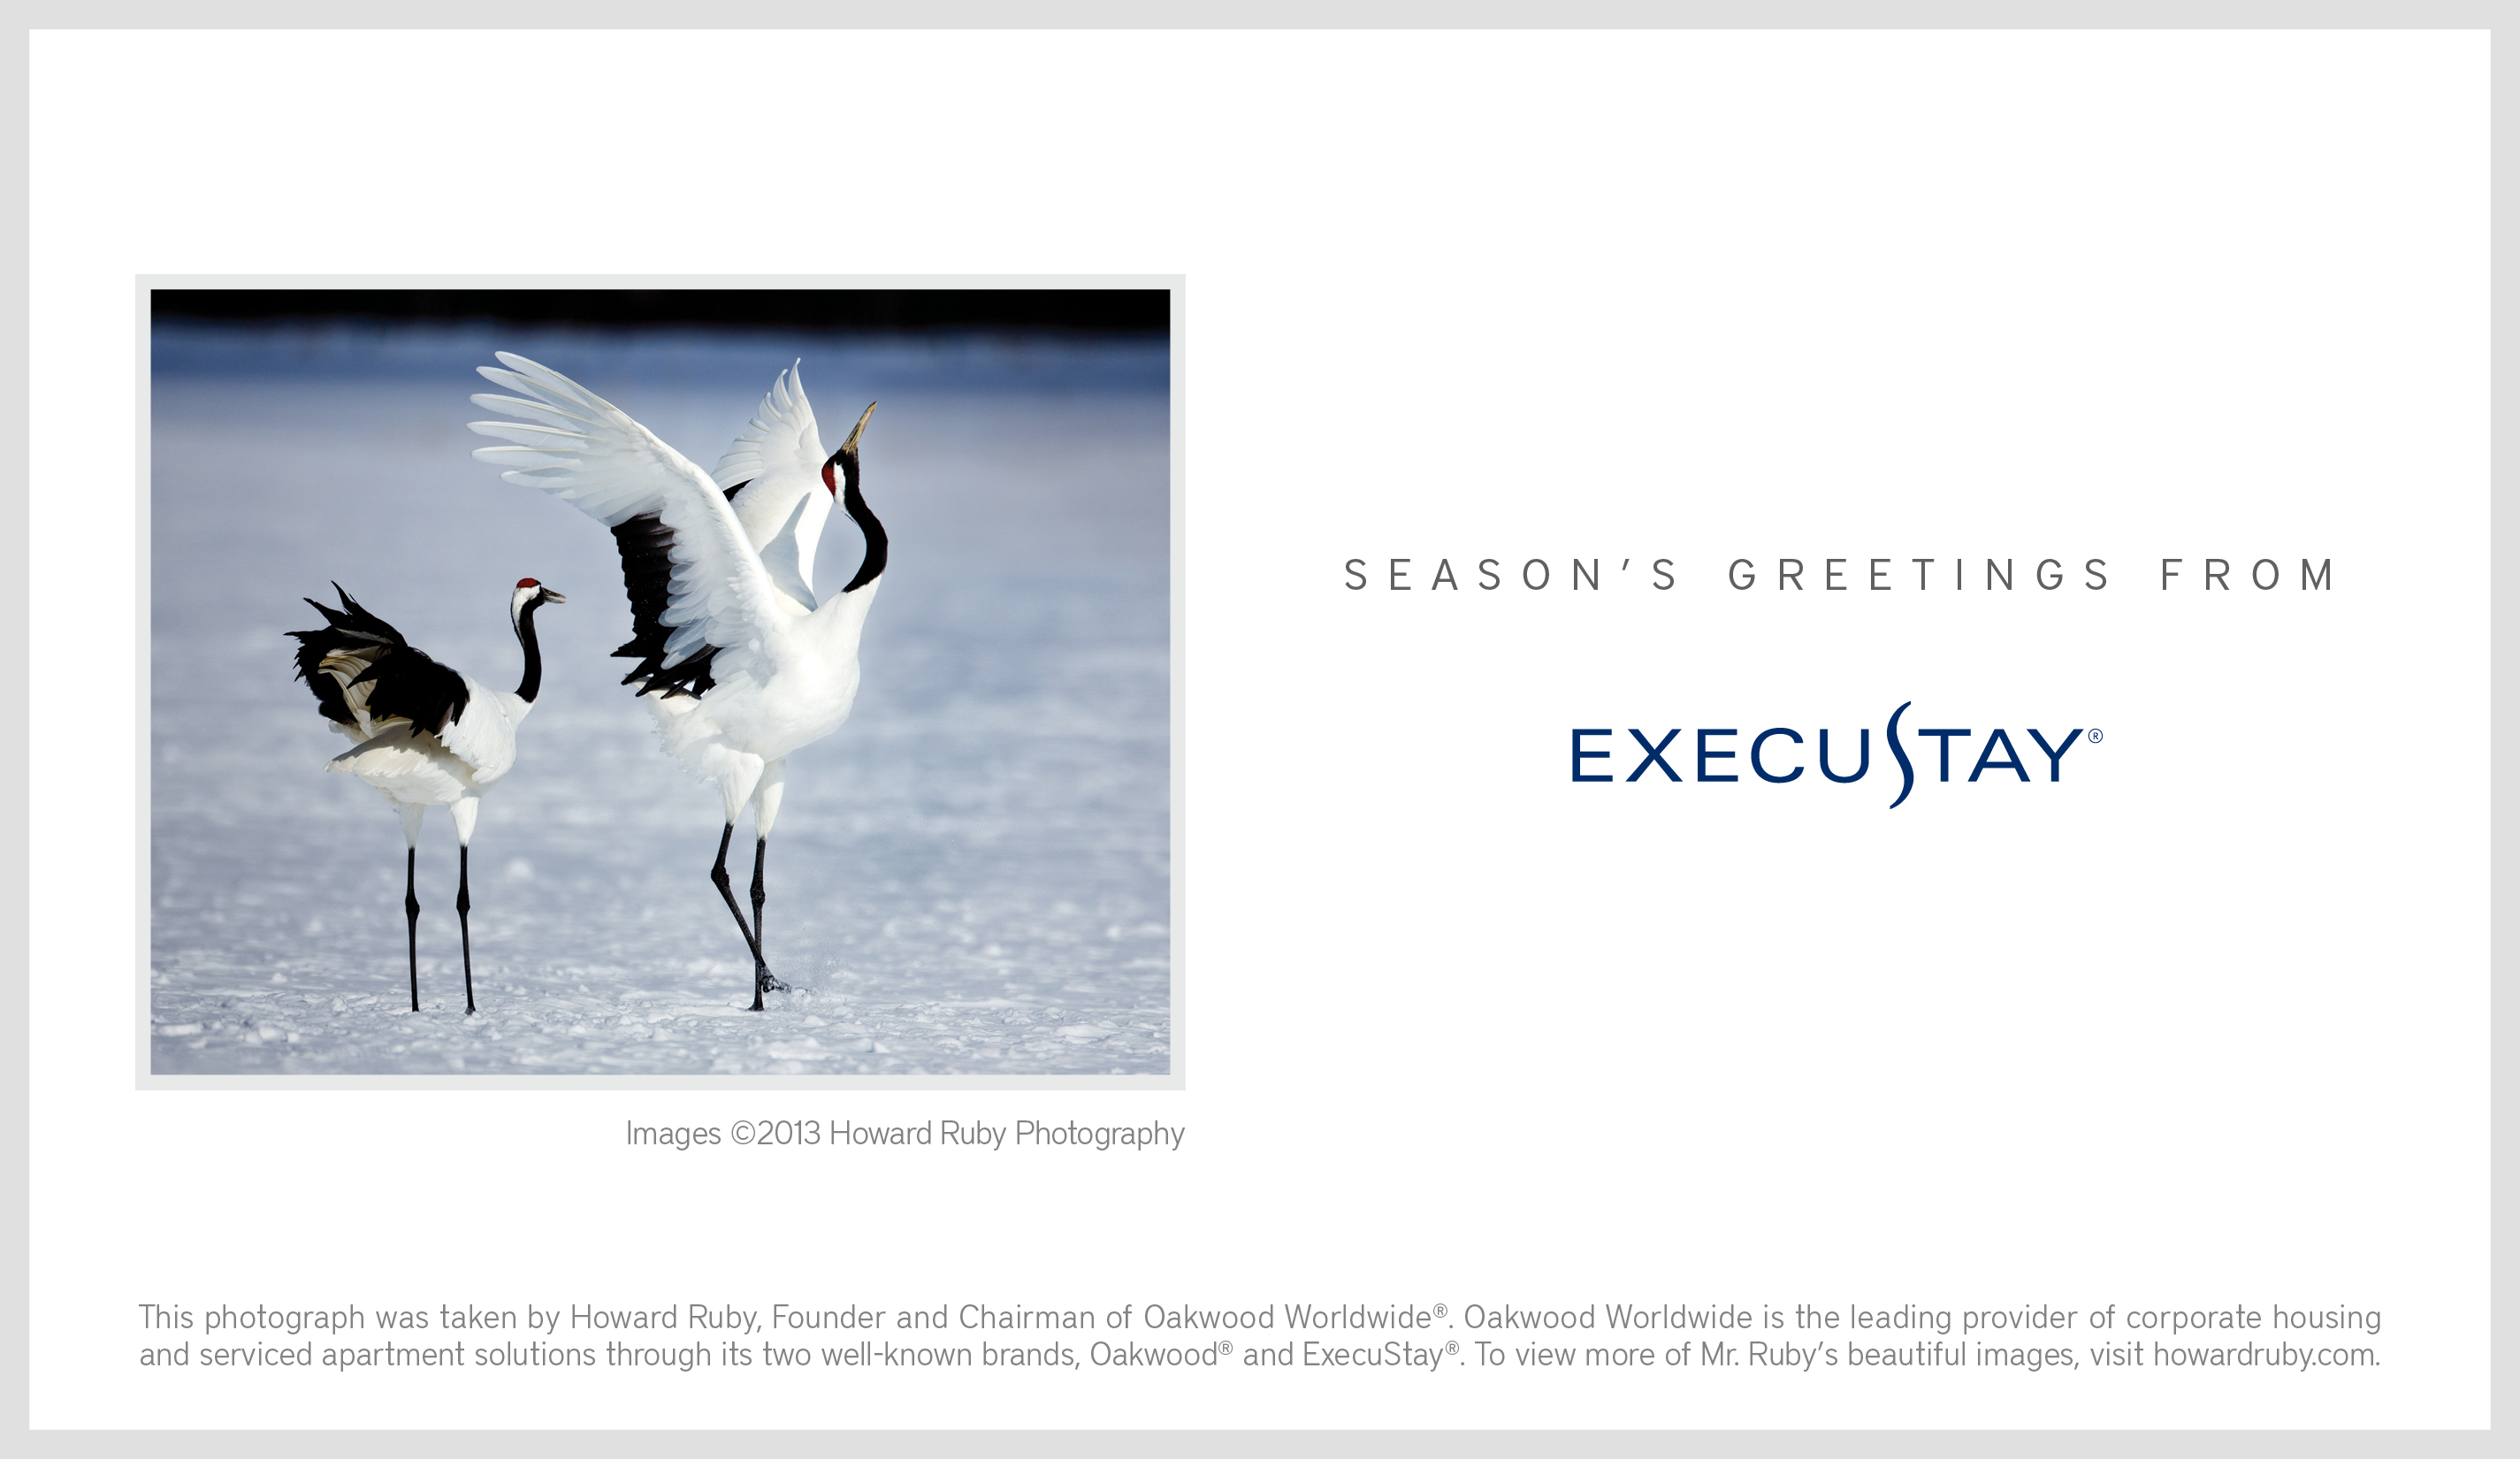 SEASON’S GREETINGS FROM
EXECUSTAY®
Images ©2013 Howard Ruby Photography
This photograph was taken by Howard Ruby, Founder and Chairman of Oakwood Worldwide®. Oakwood Worldwide is the leading provider of corporate housing
and serviced apartment solutions through its two well-known brands, Oakwood® and ExecuStay®. To view more of Mr. Ruby’s beautiful images, visit howardruby.com.